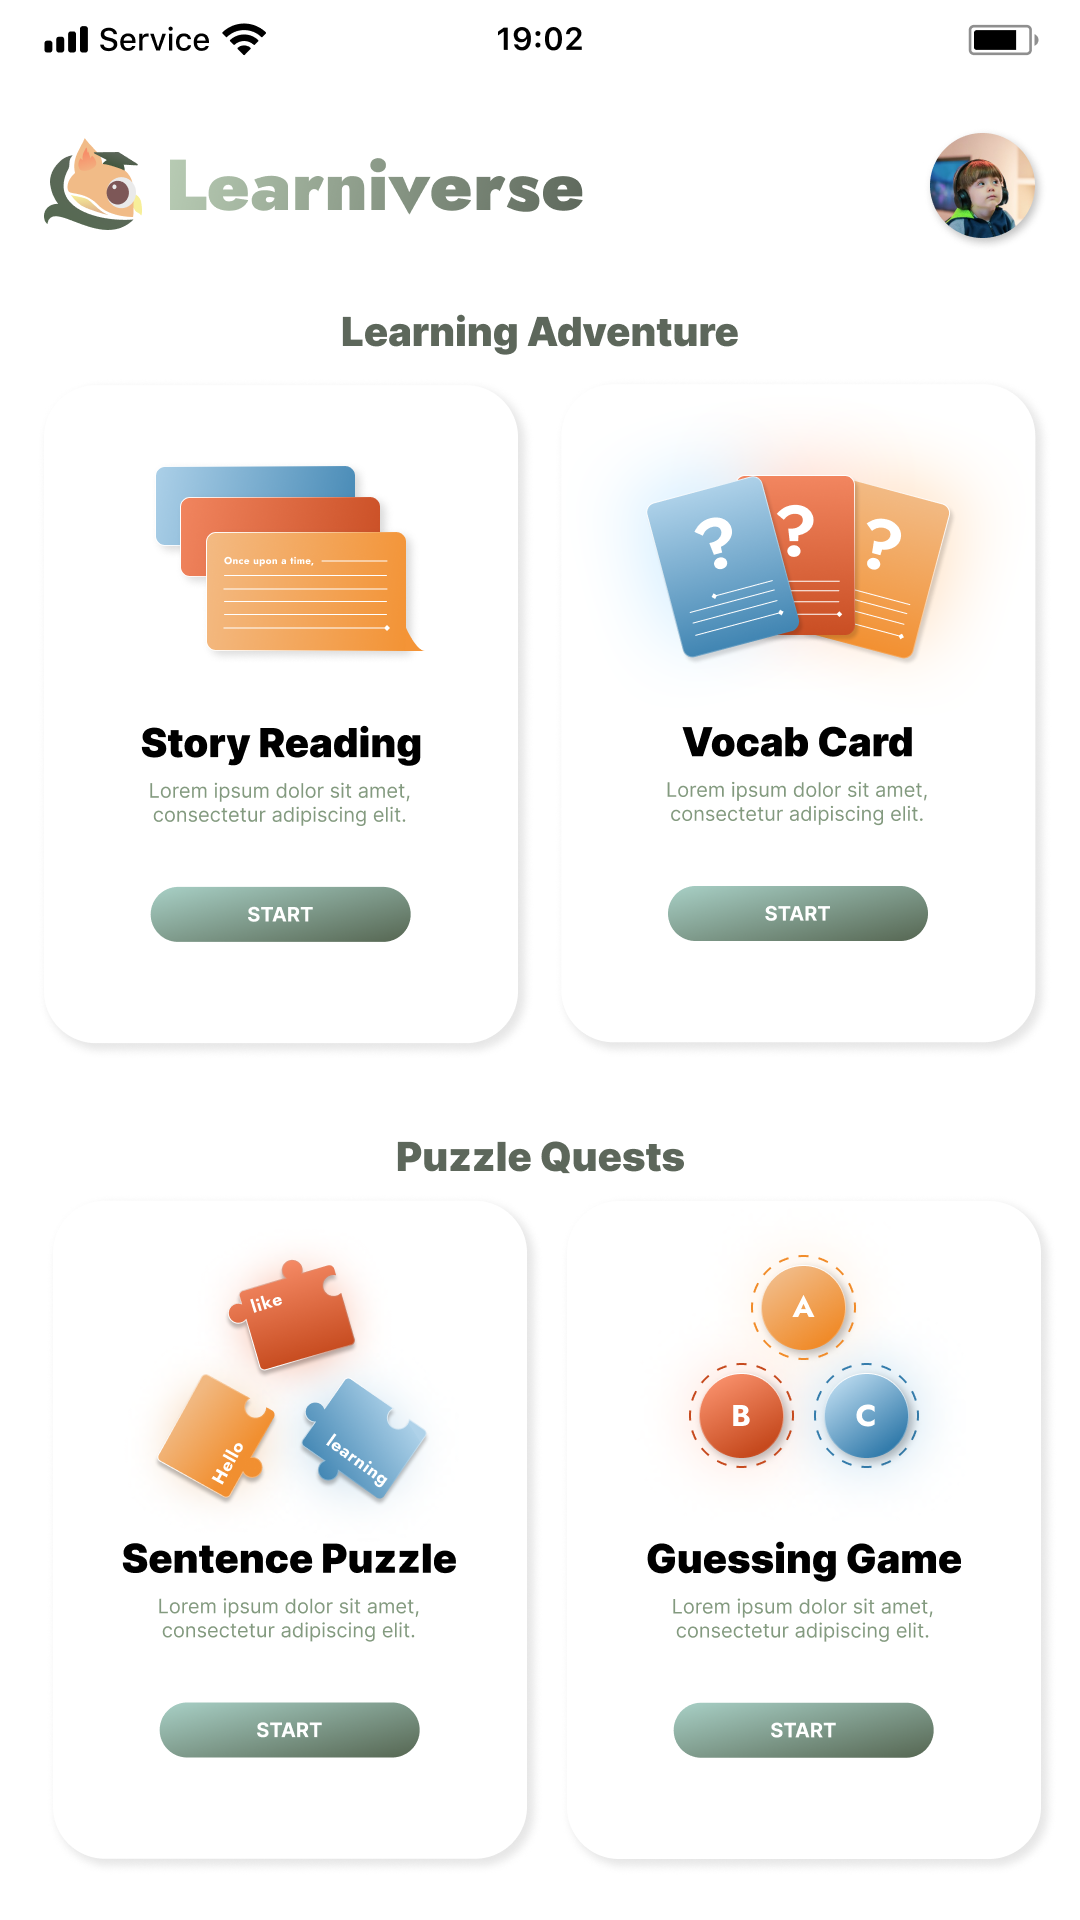 Service
19:02
Learniverse
Learning Adventure
Once upon a time,
? ? ?
Story Reading
Lorem ipsum dolor sit amet,
consectetur adipiscing elit.
START
Vocab Card
Lorem ipsum dolor sit amet,
consectetur adipiscing elit.
START
Puzzle Quests
like
Hello
learning
Sentence Puzzle
Lorem ipsum dolor sit amet,
consectetur adipiscing elit.
START
A
B
C
Guessing Game
Lorem ipsum dolor sit amet,
consectetur adipiscing elit.
START